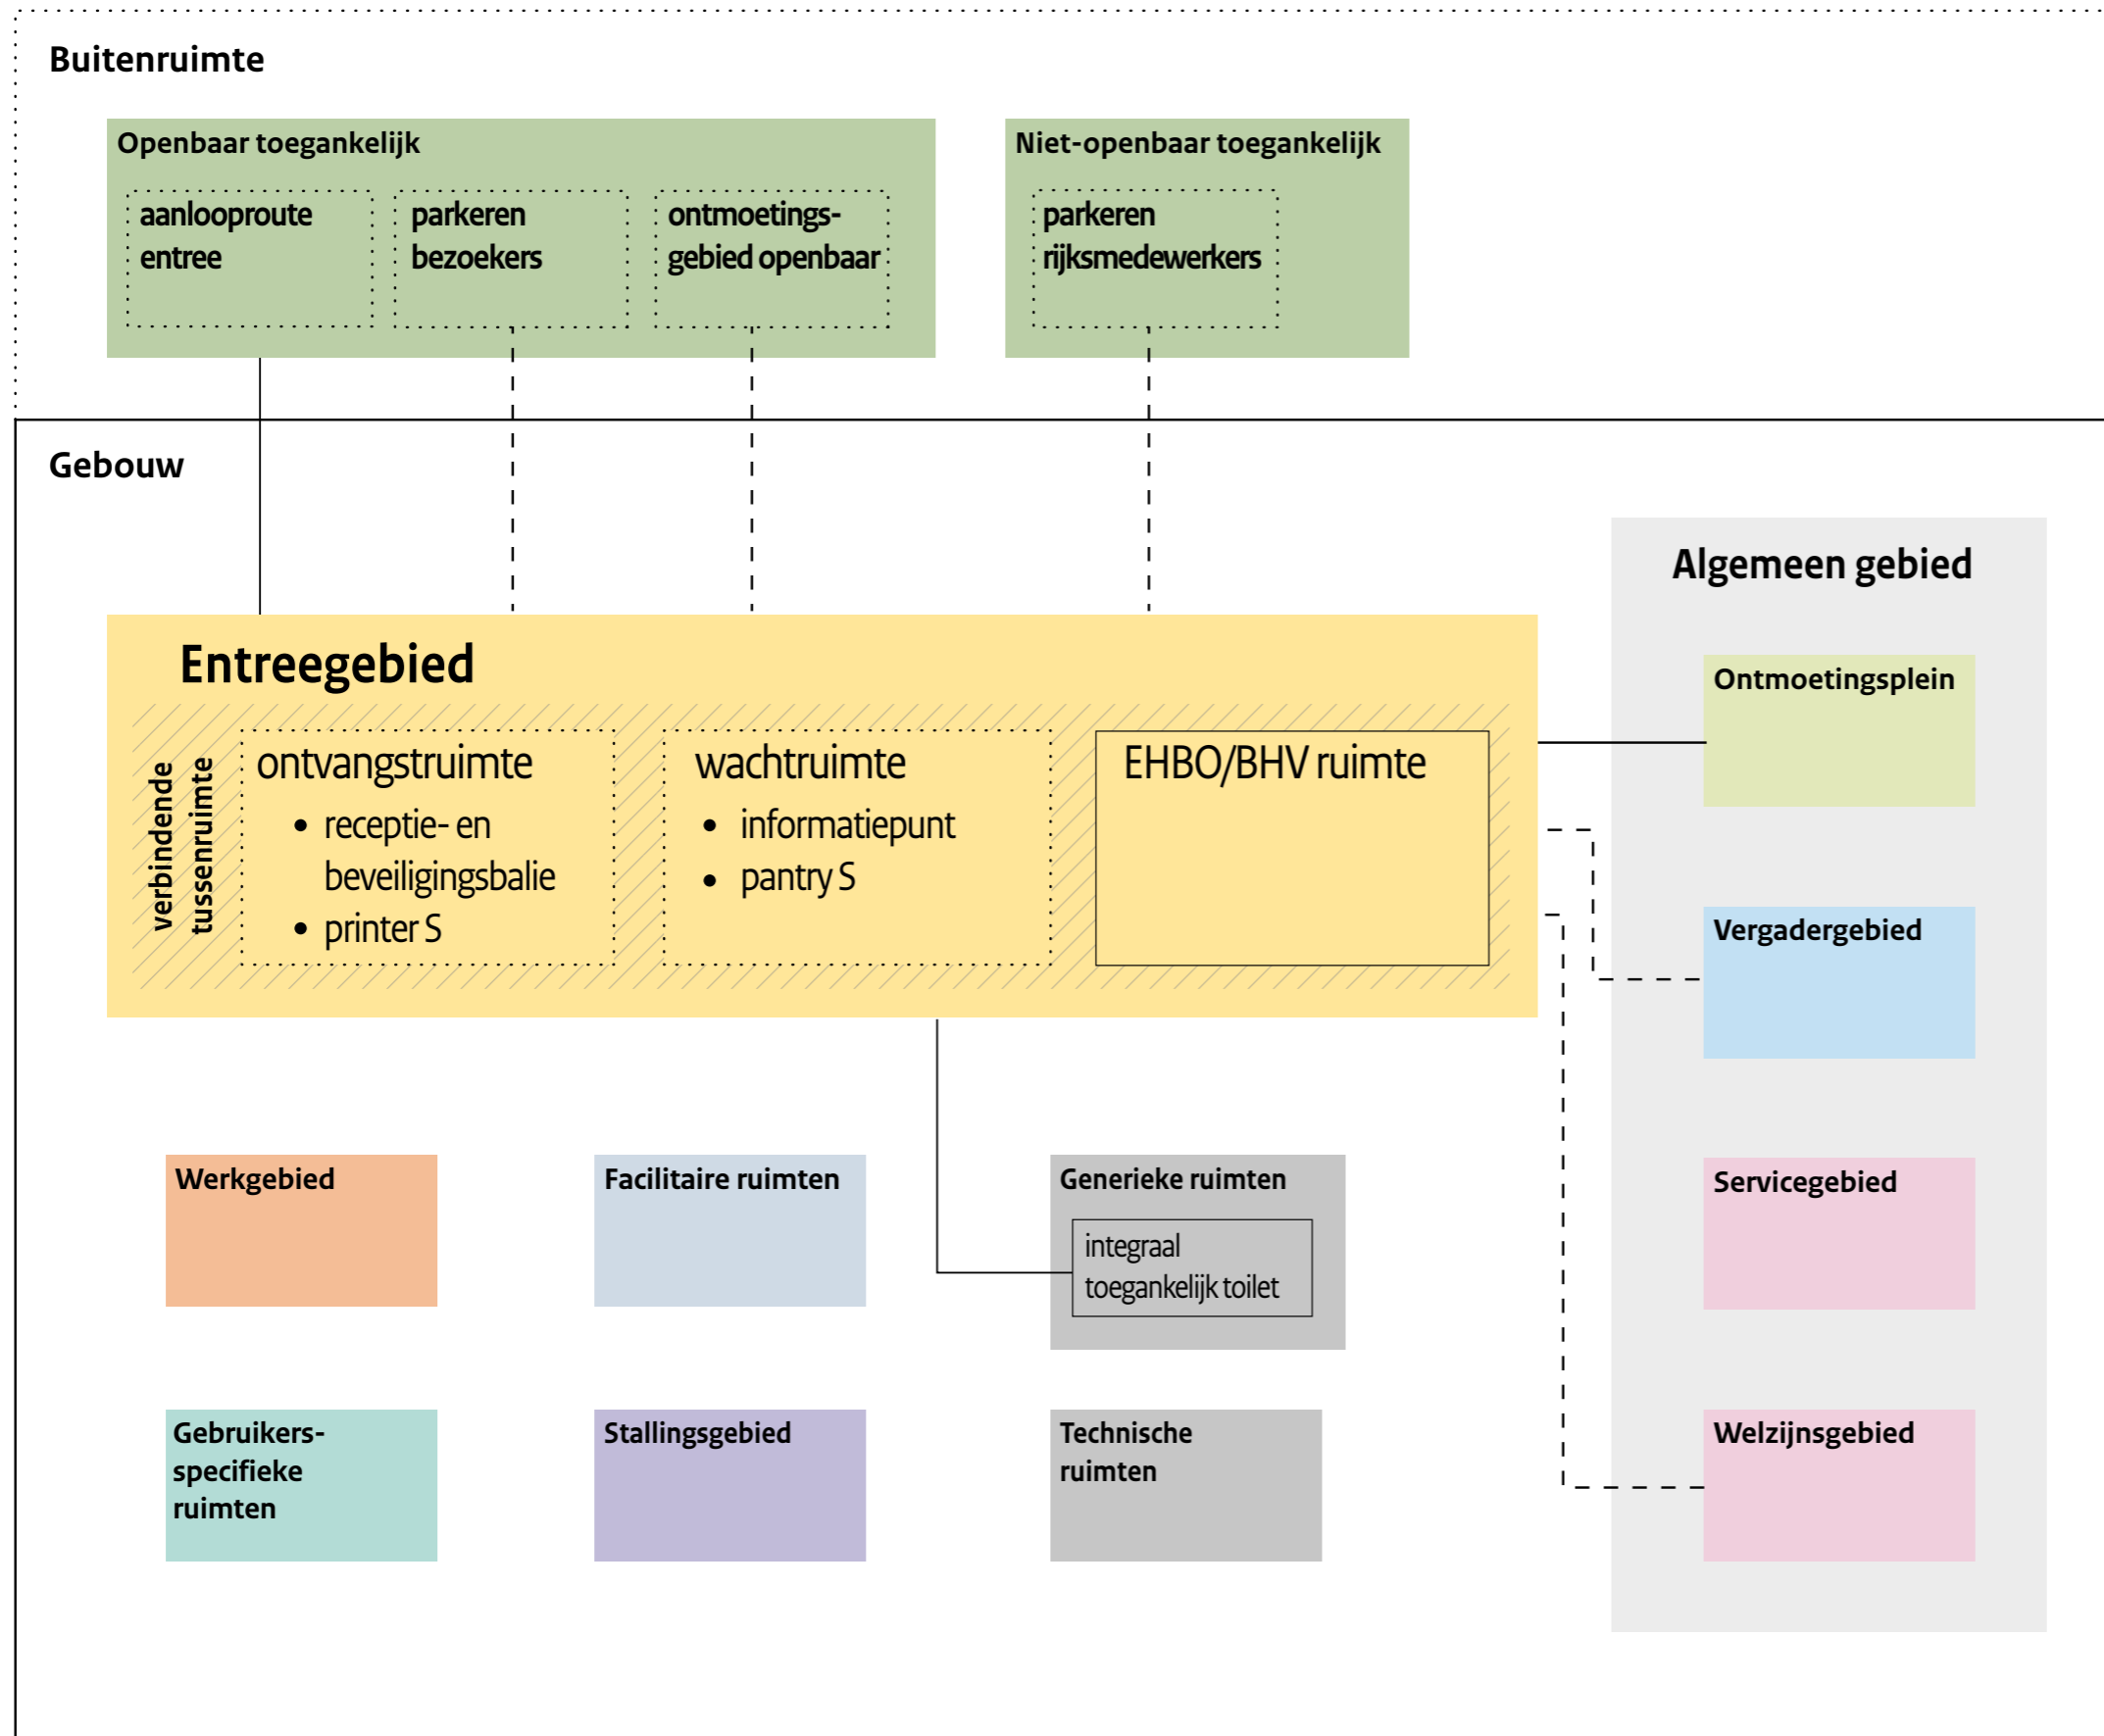 Buitenruimte
Openbaar toegankelijk
aanlooproute
entree
parkeren
bezoekers
ontmoetings-
gebied openbaar
Niet-openbaar toegankelijk
parkeren
rijksmedewerkers
Gebouw
Entreegebied
verbindende
tussenruimte
ontvangstruimte
• receptie- en
beveiligingsbalie
• printer S
wachtruimte
• informatiepunt
• pantry S
EHBO/BHV ruimte
Algemeen gebied
Ontmoetingsplein
Vergadergebied
Servicegebied
Welzijnsgebied
Werkgebied
Facilitaire ruimten
Generieke ruimten
integraal
toegankelijk toilet
Gebruikers-
specifieke
ruimten
Stallingsgebied
Technische
ruimten